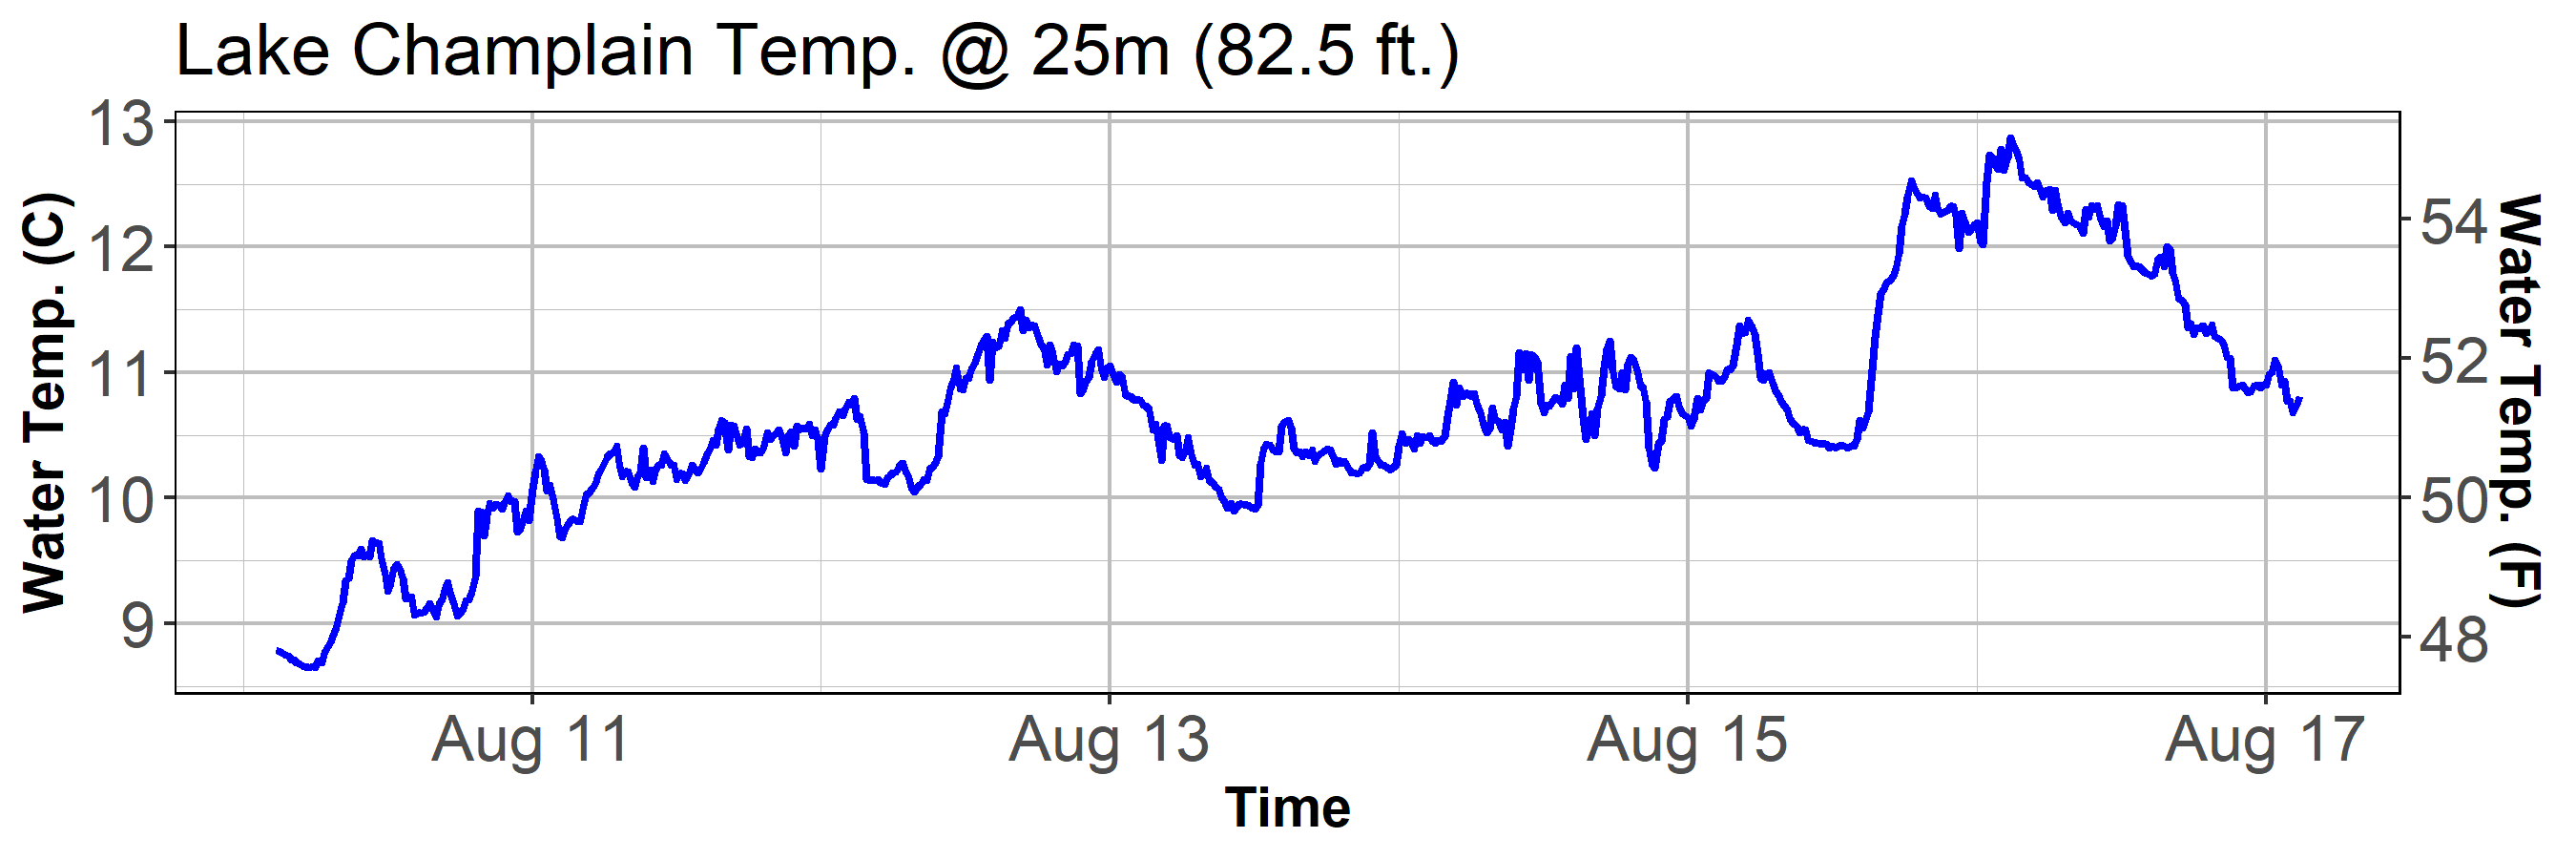 Lake Champlain Temp. @ 25m (82.5 ft.)
Water Temp. (C)
13
12
11
10
9
54
52
50
48
Water Temp. (F)
Aug 11
Aug 13
Aug 15
Aug 17
Time